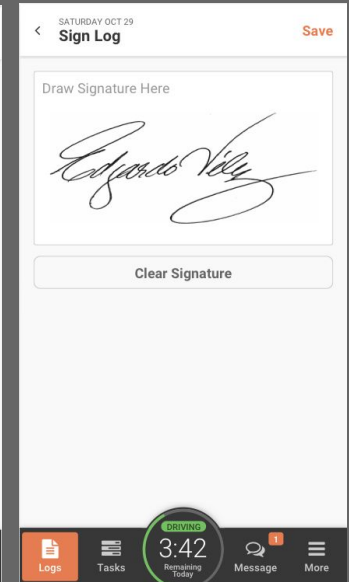 SATURDAY OCT 29
Sign Log
Save
Draw Signature Here
Edgardo Vélez
Clear Signature
DRIVING
3:42
Remaining
Today
1
Logs
Tasks
Message
More